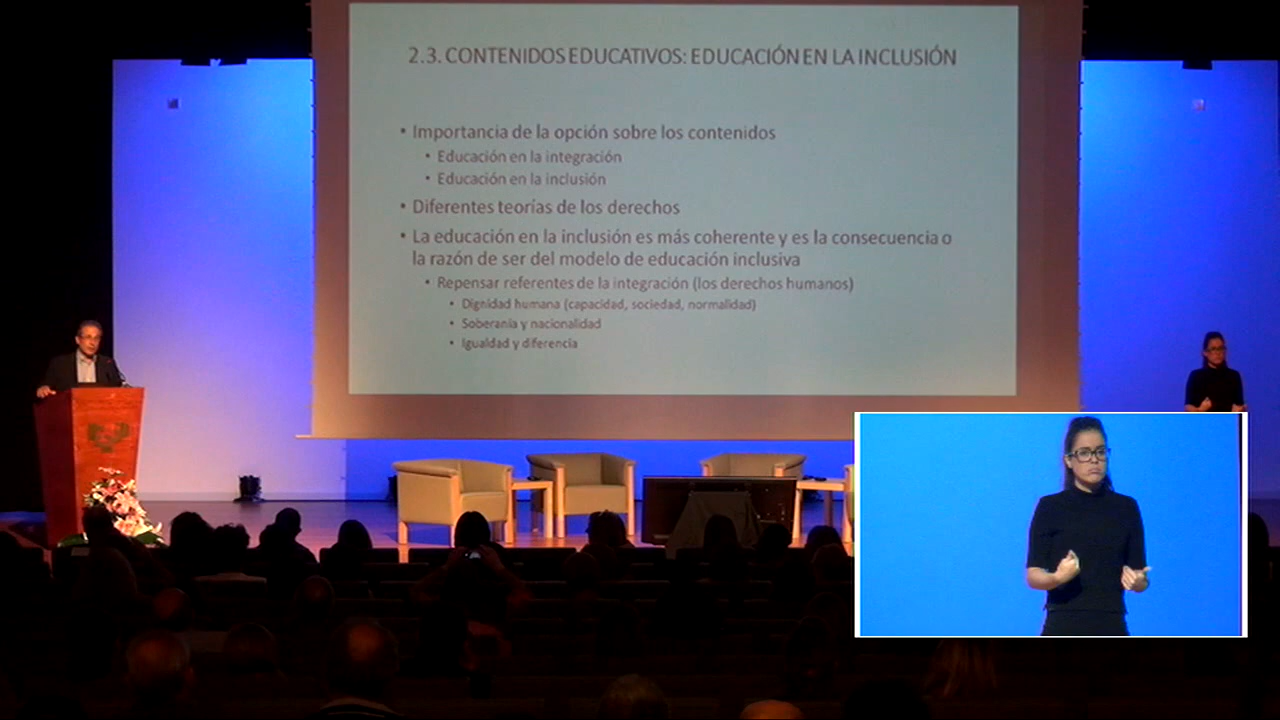 2.3. CONTENIDOS EDUCATIVOS: EDUCACIÓN EN LA INCLUSIÓN
• Importancia de la opción sobre los contenidos
• Educación en la integración
• Educación en la inclusión
• Diferentes teorías de los derechos
• La educación en la inclusión es más coherente y es la consecuencia o
la razón de ser del modelo de educación inclusiva
• Repensar referentes de la integración (los derechos humanos)
• Dignidad humana (capacidad, sociedad, normalidad)
• Soberanía y nacionalidad
• Igualdad y diferencia